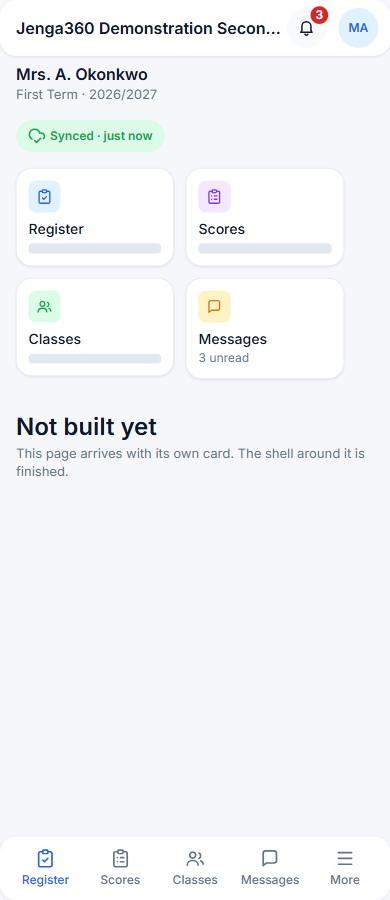 Jenga360 Demonstration Secon...
3
MA
Mrs. A. Okonkwo
First Term · 2026/2027
Synced · just now
Register
Scores
Classes
Messages
3 unread
Not built yet
This page arrives with its own card. The shell around it is
finished.
Register
Scores
Classes
Messages
More